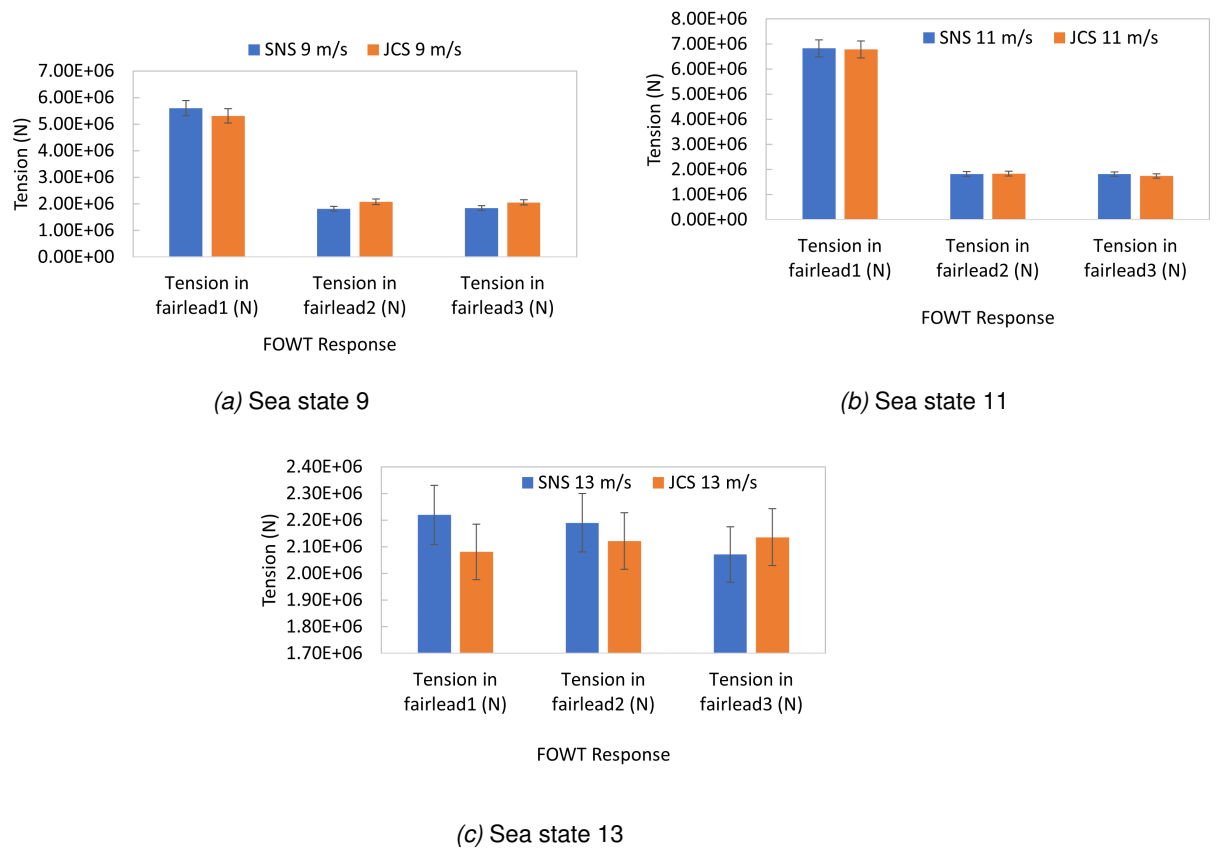 SNS 9 m/s JCS 9 m/s
7.00E+06
6.00E+06
5.00E+06
4.00E+06
3.00E+06
2.00E+06
1.00E+06
0.00E+00
Tension (N)
Tension in fairlead1 (N)
Tension in fairlead2 (N)
Tension in fairlead3 (N)
FOWT Response
(a) Sea state 9
SNS 11 m/s JCS 11 m/s
8.00E+06
7.00E+06
6.00E+06
5.00E+06
4.00E+06
3.00E+06
2.00E+06
1.00E+06
0.00E+00
Tension (N)
Tension in fairlead1 (N)
Tension in fairlead2 (N)
Tension in fairlead3 (N)
FOWT Response
(b) Sea state 11
SNS 13 m/s JCS 13 m/s
2.40E+06
2.30E+06
2.20E+06
2.10E+06
2.00E+06
1.90E+06
1.80E+06
1.70E+06
Tension (N)
Tension in fairlead1 (N)
Tension in fairlead2 (N)
Tension in fairlead3 (N)
FOWT Response
(c) Sea state 13